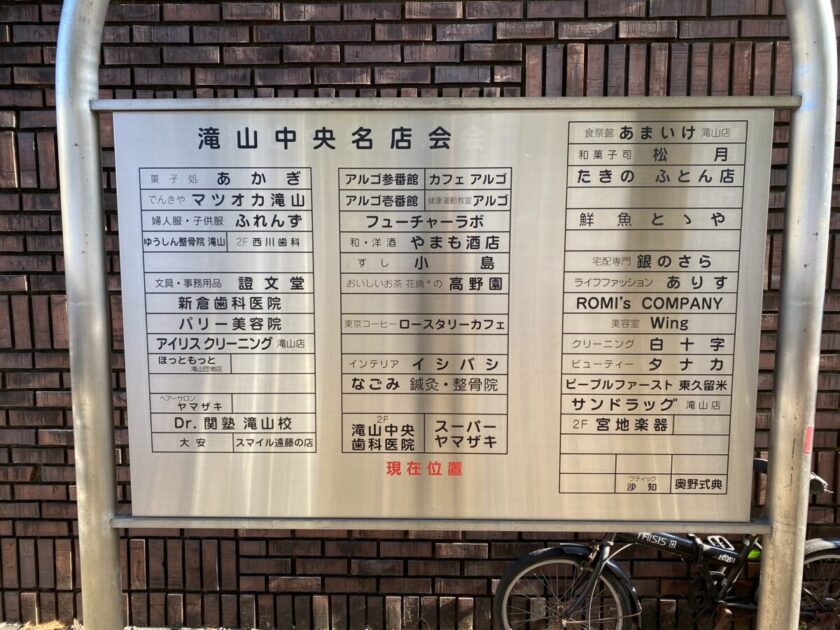 滝山中央名店会
菓子処 あかぎ
でんきや マツオカ滝山
婦人服・子供服 ふれんず
ゆうしん整骨院 滝山 2F 西川歯科
文具・事務用品 證文堂
新倉歯科医院
パリー美容院
アイリスクリーニング 滝山店
ほっともっと
滝山団地店
ヘアーサロン
ヤマザキ
Dr.関塾 滝山校
大安 スマイル遠藤の店
アルゴ参番館 カフェ アルゴ
アルゴ壱番館 健康運動教室 アルゴ
フューチャーラボ
和・洋酒 やまも酒店
すし 小島
おいしいお茶 花摘の 高野園
東京コーヒー ロースタリーカフェ
インテリア イシバシ
なごみ 鍼灸・整骨院
2F
滝山中央
歯科医院
スーパー
ヤマザキ
現在位置
食祭館 あまいけ 滝山店
和菓子司 松月
たきの ふとん店
鮮魚 とゝや
宅配専門 銀のさら
ライフファッション ありす
ROMI's COMPANY
美容室 Wing
クリーニング 白十字
ビューティー タナカ
ピープルファースト 東久留米
サンドラッグ 滝山店
2F 宮地楽器
ブティック
沙知
奥野式典